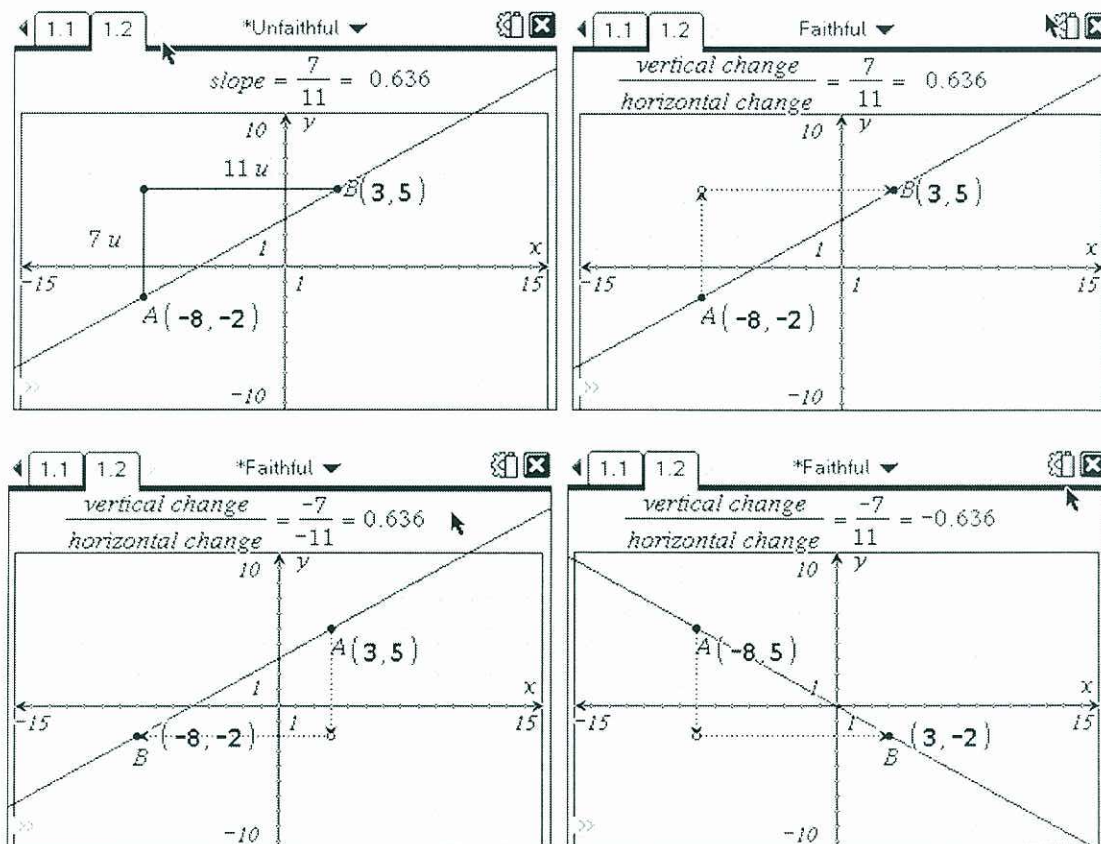 1.1 1.2 *Unfaithful
slope = 7/11 = 0.636
10 y
11 u
B(3,5)
7 u
1
x
-15 1 15
A(-8,-2)
-10
1.1 1.2 Faithful
vertical change/horizontal change = 7/11 = 0.636
10 y
B(3,5)
1
x
-15 1 15
A(-8,-2)
-10
1.1 1.2 *Faithful
vertical change/horizontal change = -7/-11 = 0.636
10 y
A(3,5)
1
x
-15 1 15
(-8,-2)
B
-10
1.1 1.2 *Faithful
vertical change/horizontal change = -7/11 = -0.636
10 y
A(-8,5)
1
x
-15 1 15
(3,-2)
B
-10